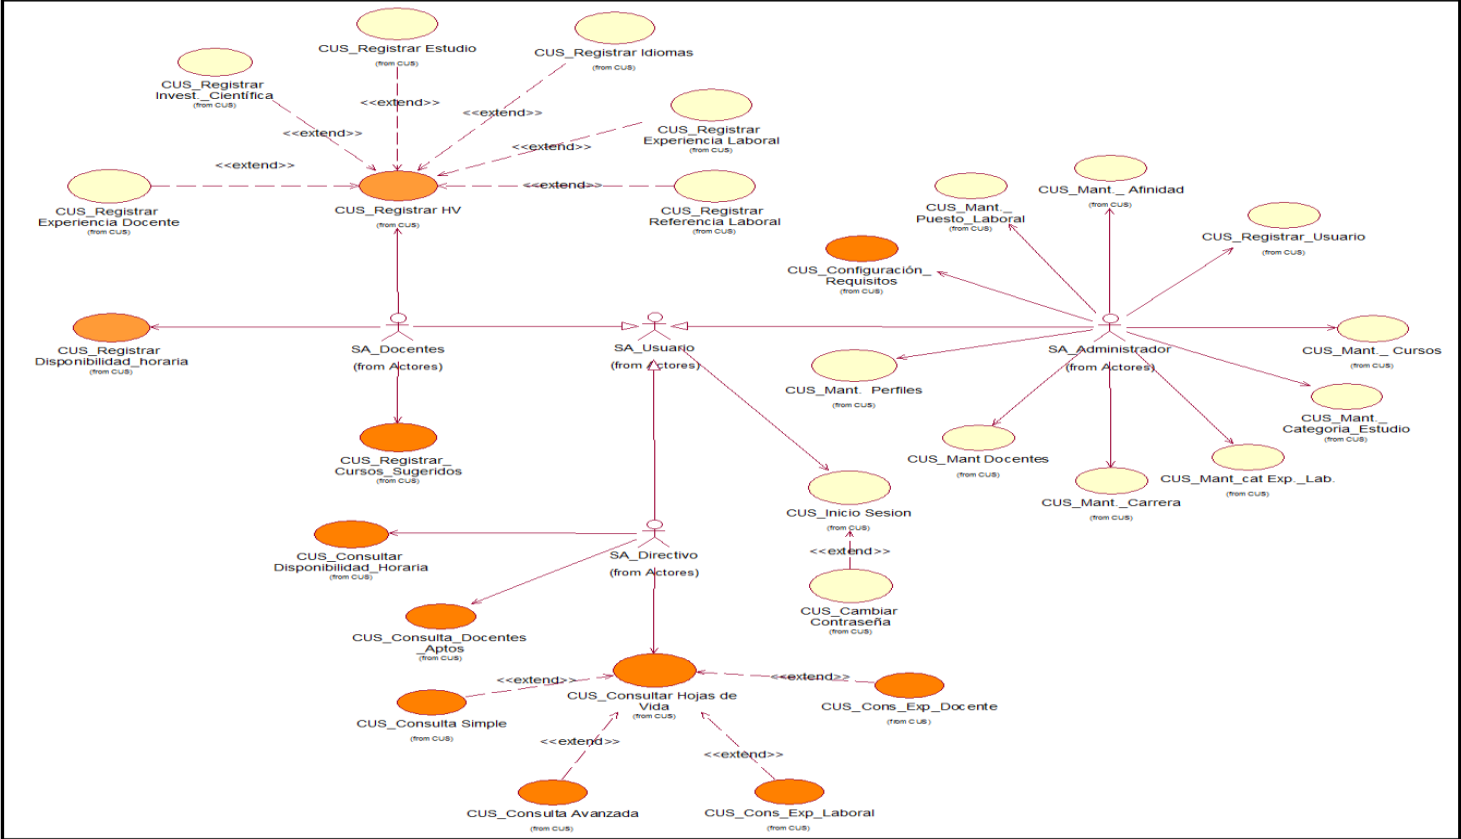 CUS_Registrar Estudio
(from CUS)
CUS_Registrar Idiomas
(from CUS)
CUS_Registrar
Invest._Científica
(from CUS)
<<extend>>
<<extend>>
<<extend>>
CUS_Registrar
Experiencia Laboral
(from CUS)
<<extend>>
<<extend>>
CUS_Registrar
Experiencia Docente
(from CUS)
CUS_Registrar HV
(from CUS)
<<extend>>
CUS_Registrar
Referencia Laboral
(from CUS)
CUS_Mant._ Afinidad
(from CUS)
CUS_Mant._
Puesto_Laboral
(from CUS)
CUS_Registrar_Usuario
(from CUS)
CUS_Configuración_
Requisitos
(from CUS)
CUS_Registrar
Disponibilidad_horaria
(from CUS)
SA_Docentes
(from Actores)
SA_Usuario
(from Actores)
SA_Administrador
(from Actores)
CUS_Mant._ Cursos
(from CUS)
CUS_Mant. Perfiles
(from CUS)
CUS_Mant._
Categoria_Estudio
(from CUS)
CUS_Mant Docentes
(from CUS)
CUS_Mant_cat Exp._Lab.
(from CUS)
CUS_Mant._Carrera
(from CUS)
CUS_Registrar_
Cursos_Sugeridos
(from CUS)
CUS_Inicio Sesion
(from CUS)
<<extend>>
CUS_Cambiar
Contraseña
(from CUS)
CUS_Consultar
Disponibilidad_Horaria
(from CUS)
SA_Directivo
(from Actores)
CUS_Consulta_Docentes
_Aptos
(from CUS)
<<extend>>
CUS_Consultar Hojas de
Vida
(from CUS)
<<extend>>
CUS_Cons_Exp_Docente
(from CUS)
CUS_Consulta Simple
(from CUS)
<<extend>>
<<extend>>
CUS_Consulta Avanzada
(from CUS)
CUS_Cons_Exp_Laboral
(from CUS)